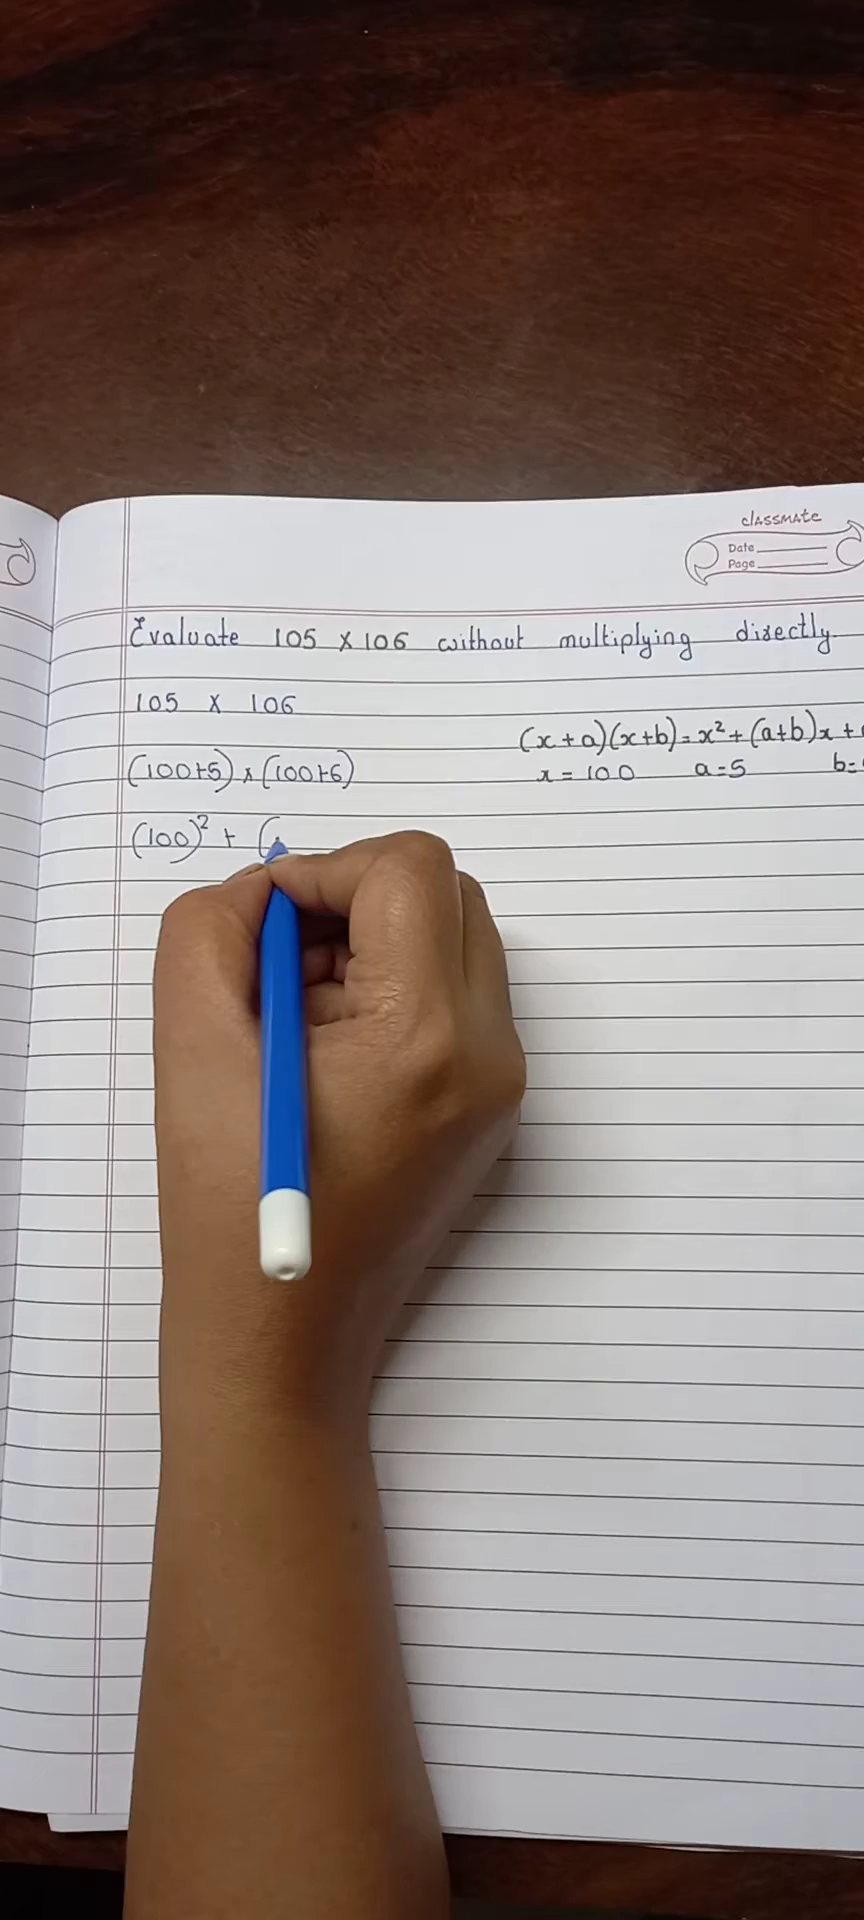 classmate
Date
Page
Evaluate 105 x 106 without multiplying directly.
105 x 106
(x+a)(x+b)=x²+(a+b)x+
(100+5)x(100+6)
x=100 a=5 b=
(100)² + (